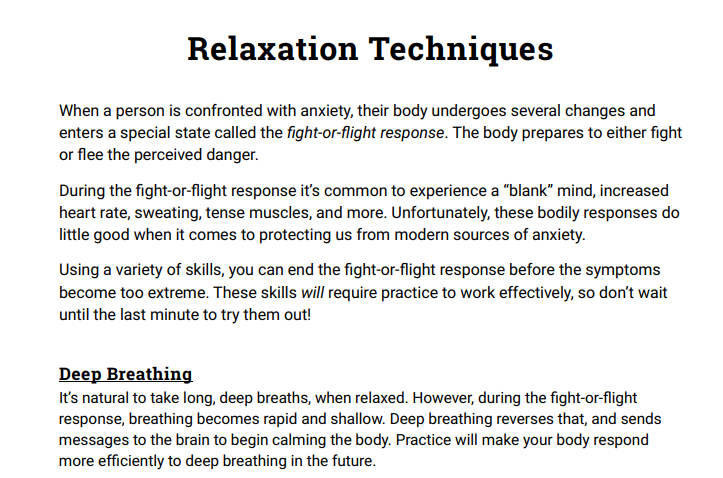 Relaxation Techniques
When a person is confronted with anxiety, their body undergoes several changes and
enters a special state called the fight-or-flight response. The body prepares to either fight
or flee the perceived danger.
During the fight-or-flight response it’s common to experience a “blank” mind, increased
heart rate, sweating, tense muscles, and more. Unfortunately, these bodily responses do
little good when it comes to protecting us from modern sources of anxiety.
Using a variety of skills, you can end the fight-or-flight response before the symptoms
become too extreme. These skills will require practice to work effectively, so don’t wait
until the last minute to try them out!
Deep Breathing
It’s natural to take long, deep breaths, when relaxed. However, during the fight-or-flight
response, breathing becomes rapid and shallow. Deep breathing reverses that, and sends
messages to the brain to begin calming the body. Practice will make your body respond
more efficiently to deep breathing in the future.